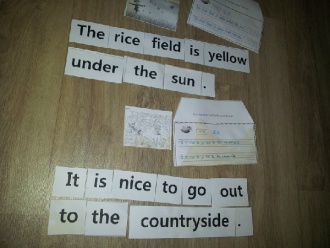 The rice field is yellow
under the sun .
It is nice to go out
to the countryside .